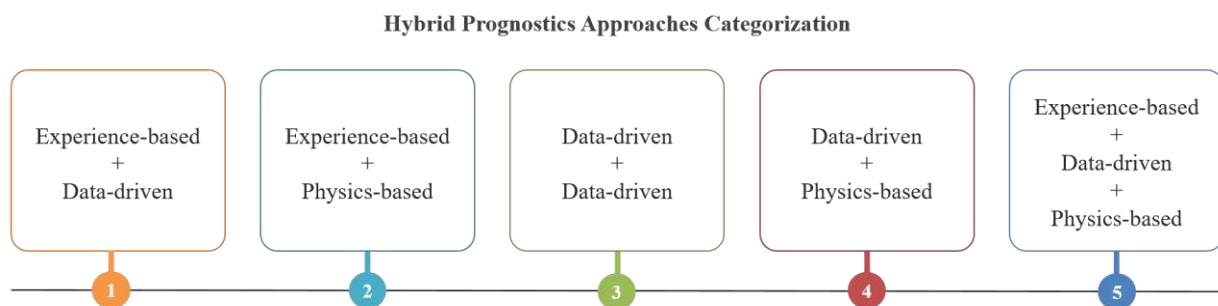 Hybrid Prognostics Approaches Categorization
Experience-based
+
Data-driven
Experience-based
+
Physics-based
Data-driven
+
Data-driven
Data-driven
+
Physics-based
Experience-based
+
Data-driven
+
Physics-based
1
2
3
4
5